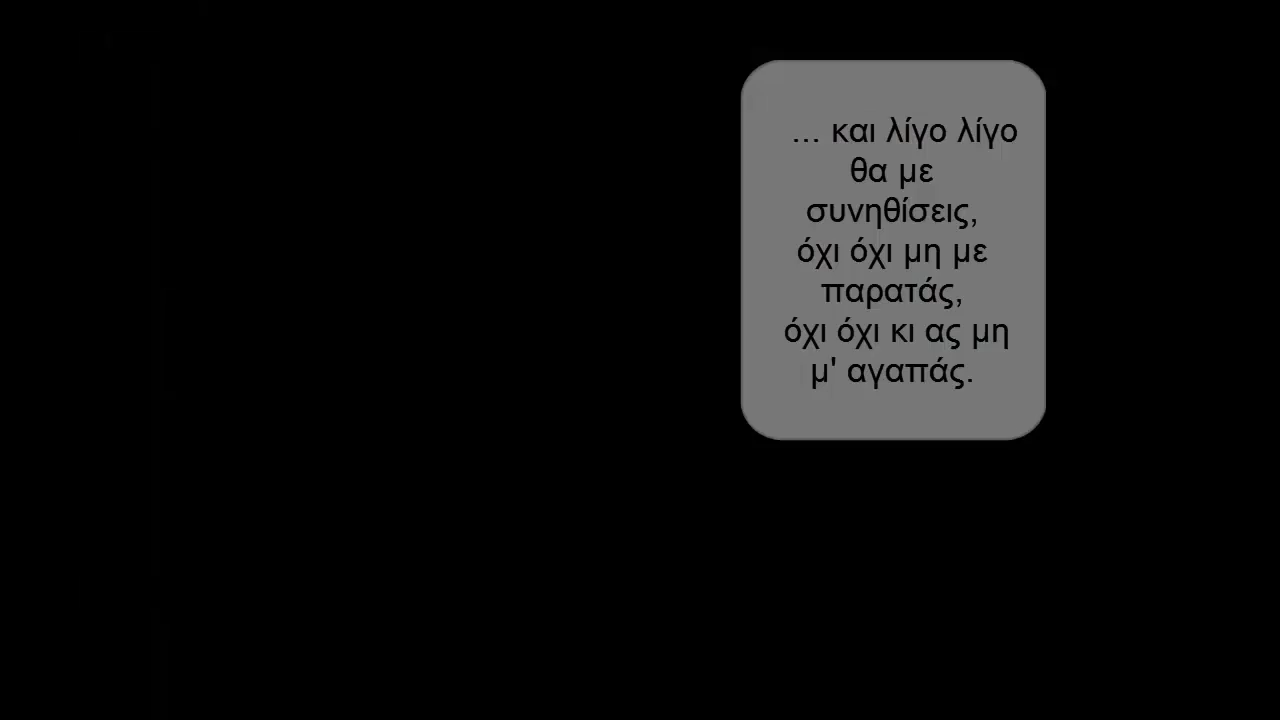 ... και λίγο λίγο
θα με
συνηθίσεις,
όχι όχι μη με
παρατάς,
όχι όχι κι ας μη
μ' αγαπάς.